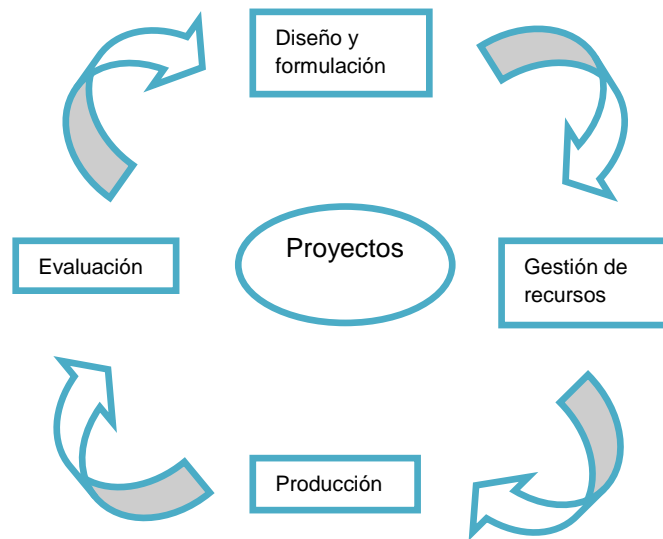 Diseño y
formulación
Evaluación
Proyectos
Gestión de
recursos
Producción